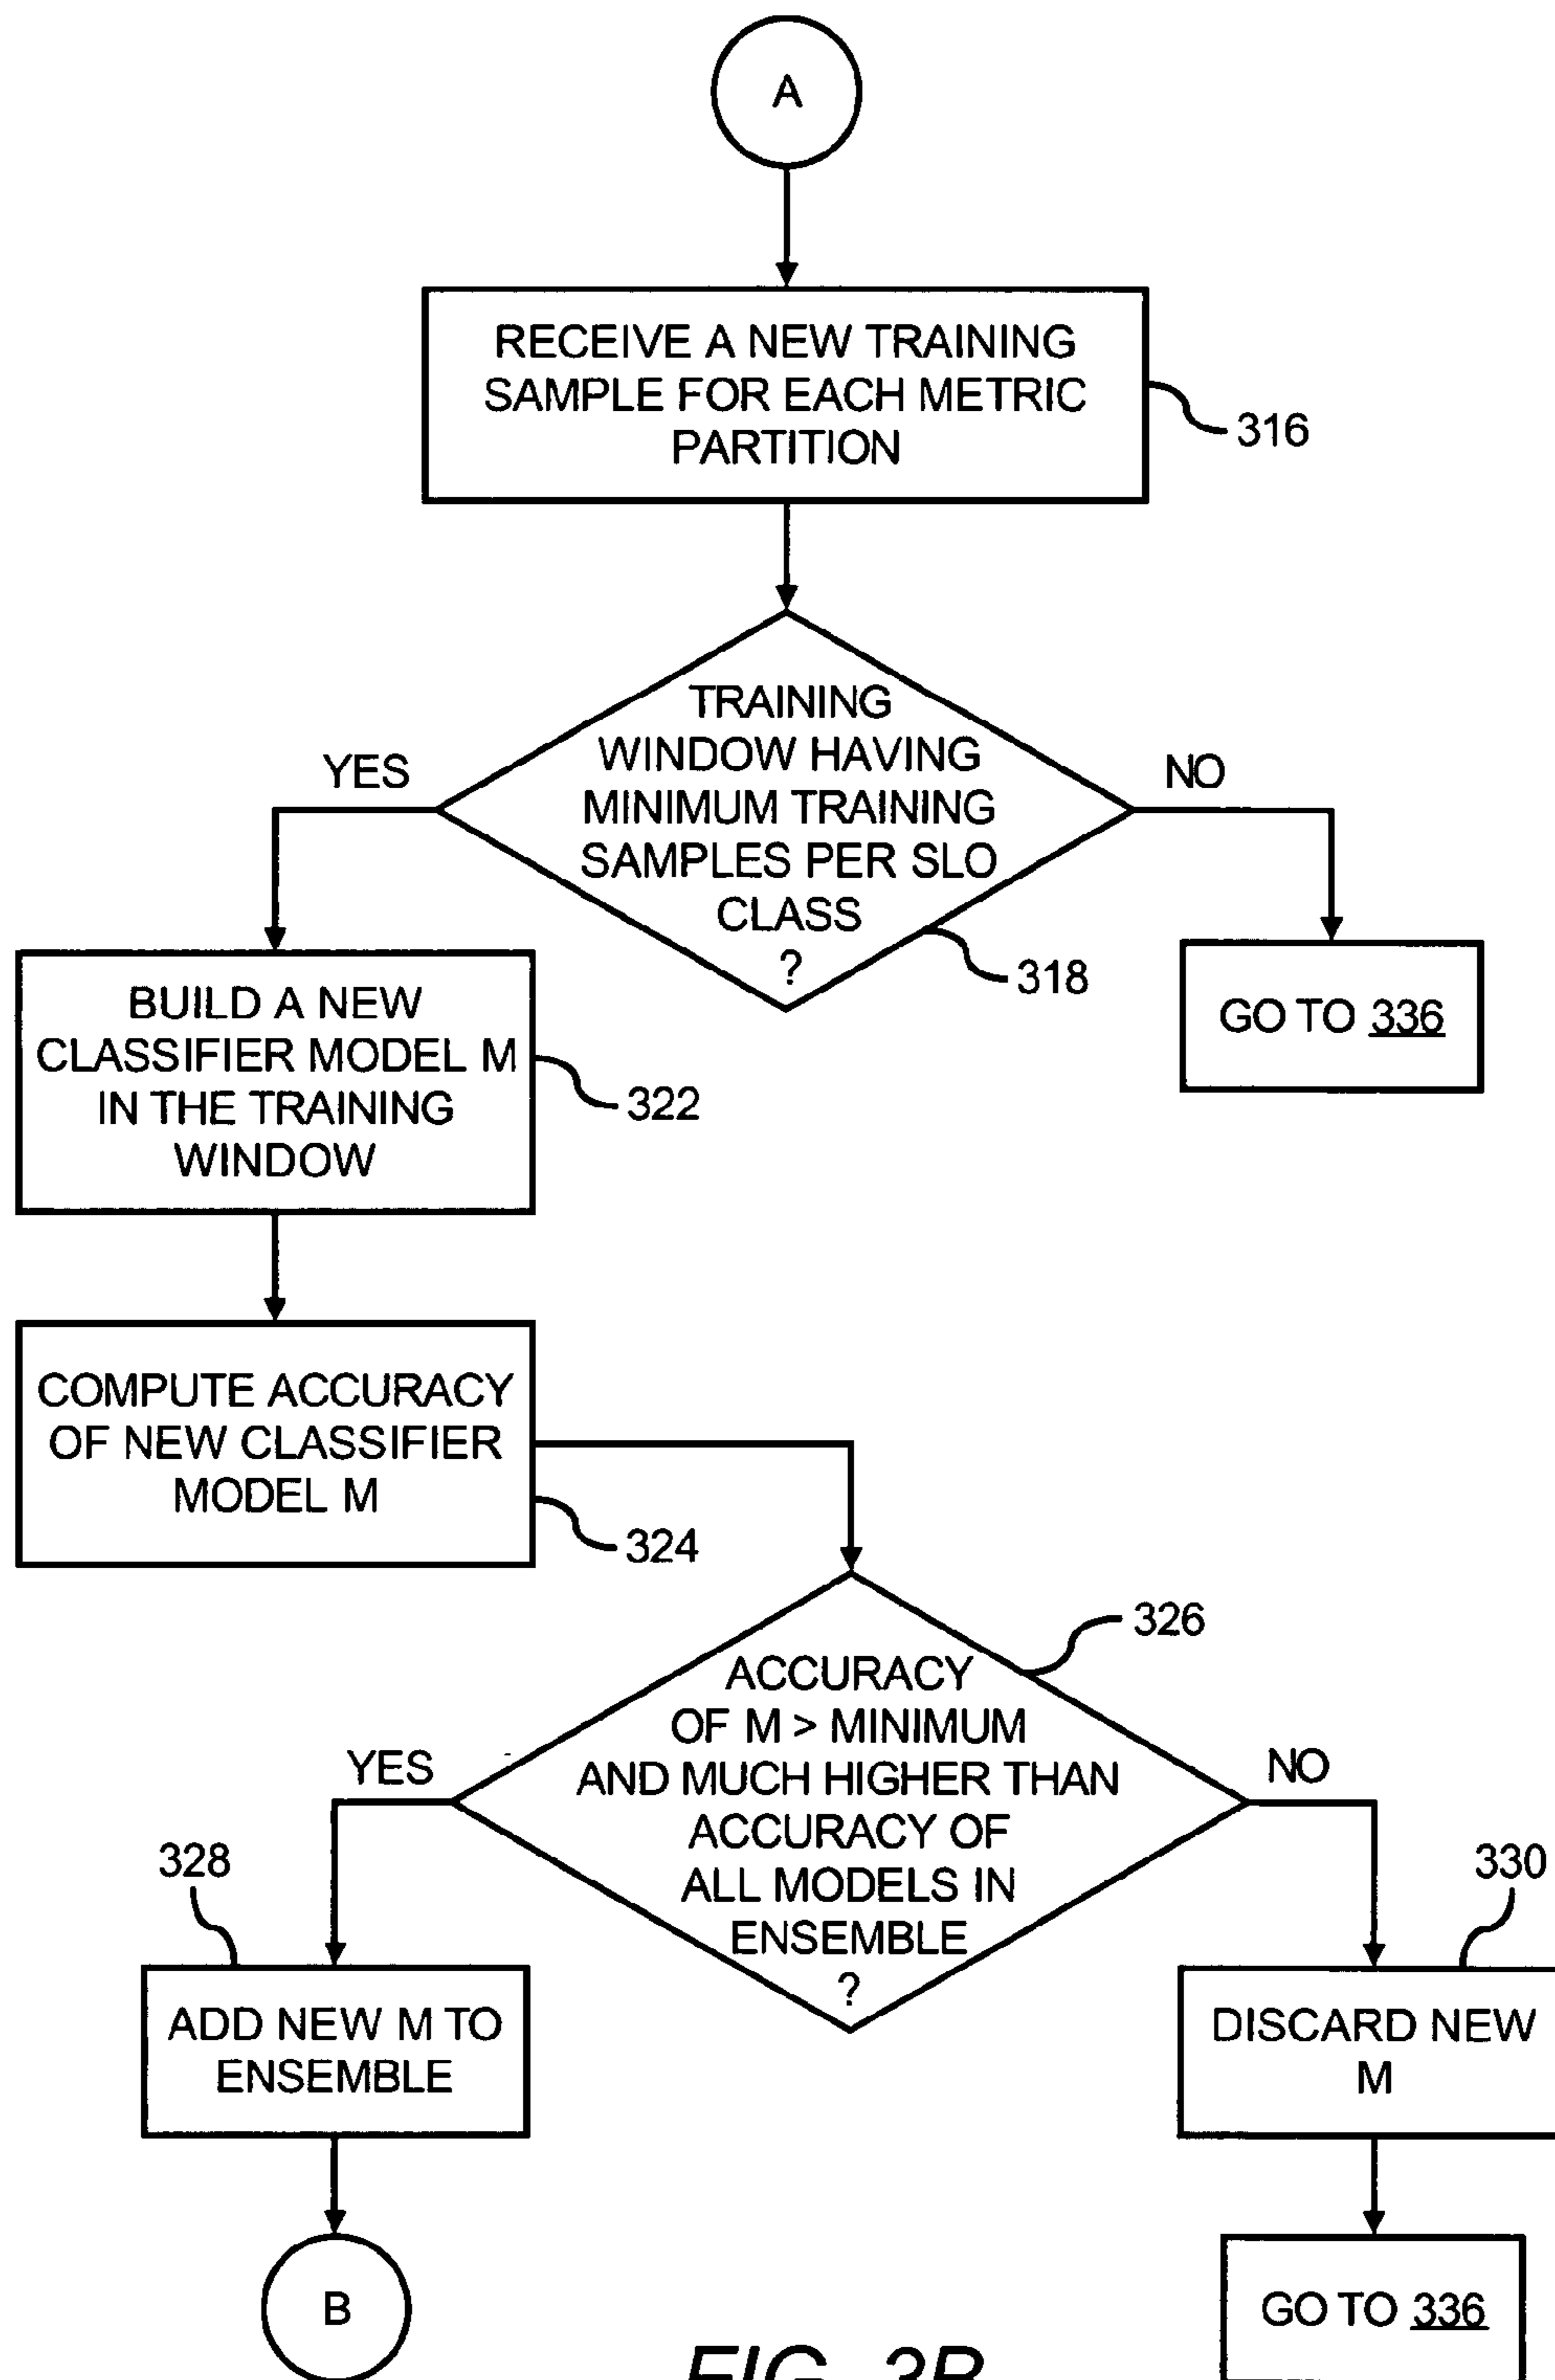 A
RECEIVE A NEW TRAINING
SAMPLE FOR EACH METRIC
PARTITION
316
TRAINING
WINDOW HAVING
MINIMUM TRAINING
SAMPLES PER SLO
CLASS
?
318
YES
NO
GO TO 336
BUILD A NEW
CLASSIFIER MODEL M
IN THE TRAINING
WINDOW
322
COMPUTE ACCURACY
OF NEW CLASSIFIER
MODEL M
324
ACCURACY
OF M > MINIMUM
AND MUCH HIGHER THAN
ACCURACY OF
ALL MODELS IN
ENSEMBLE
?
326
YES
NO
328
ADD NEW M TO
ENSEMBLE
330
DISCARD NEW
M
B
GO TO 336
FIG. 3B